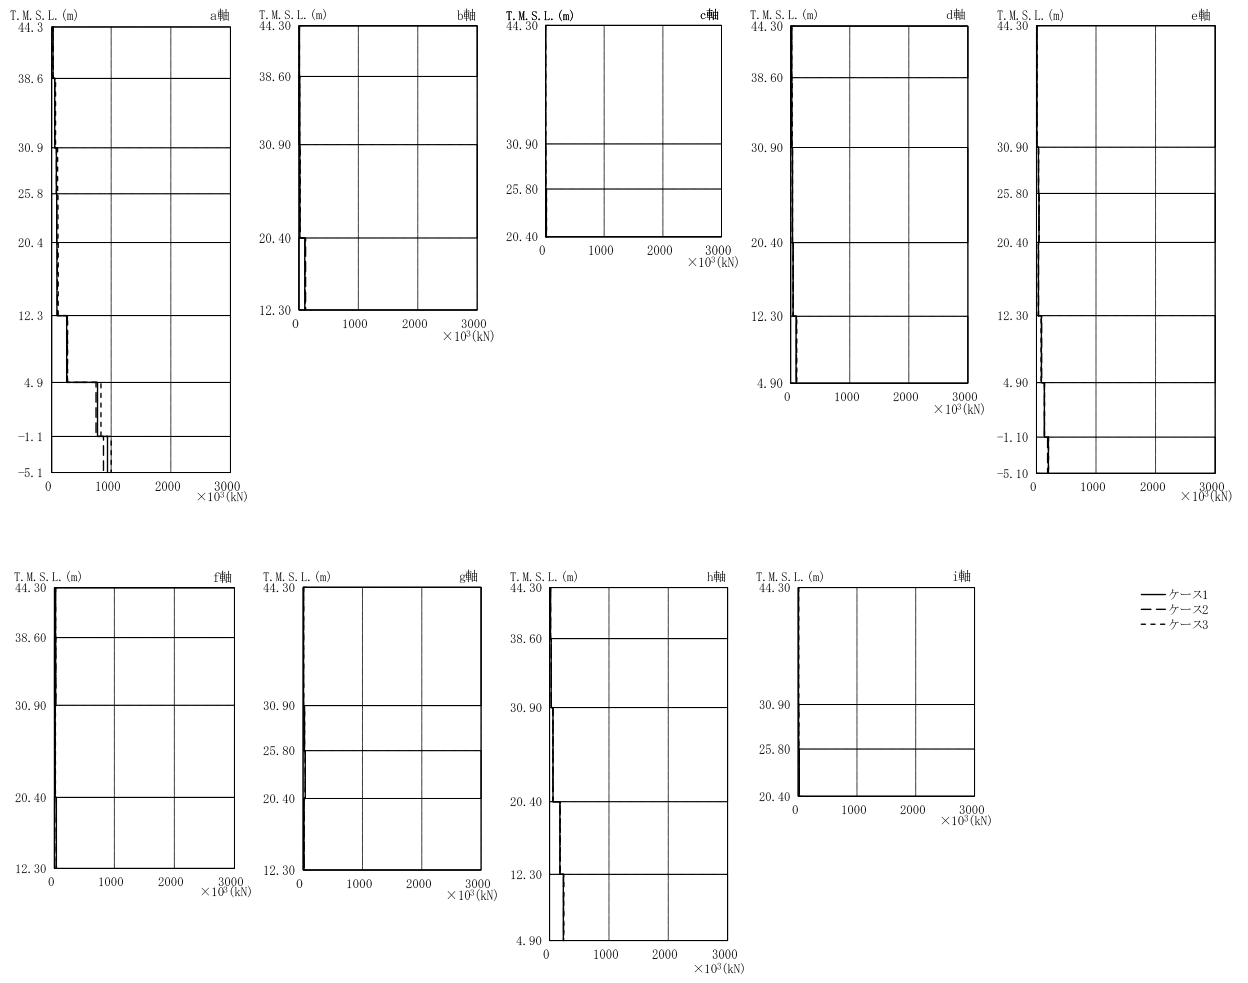 T.M.S.L.(m) a軸
44.3
38.6
30.9
25.8
20.4
12.3
4.9
-1.1
-5.1
0 1000 2000 3000
×10³(kN)
T.M.S.L.(m) b軸
44.30
38.60
30.90
20.40
12.30
0 1000 2000 3000
×10³(kN)
T.M.S.L.(m) c軸
44.30
30.90
25.80
20.40
0 1000 2000 3000
×10³(kN)
T.M.S.L.(m) d軸
44.30
38.60
30.90
20.40
12.30
4.90
0 1000 2000 3000
×10³(kN)
T.M.S.L.(m) e軸
44.30
30.90
25.80
20.40
12.30
4.90
-1.10
-5.10
0 1000 2000 3000
×10³(kN)
T.M.S.L.(m) f軸
44.30
38.60
30.90
20.40
12.30
0 1000 2000 3000
×10³(kN)
T.M.S.L.(m) g軸
44.30
30.90
25.80
20.40
12.30
0 1000 2000 3000
×10³(kN)
T.M.S.L.(m) h軸
44.30
38.60
30.90
20.40
12.30
4.90
0 1000 2000 3000
×10³(kN)
T.M.S.L.(m) i軸
44.30
30.90
25.80
20.40
0 1000 2000 3000
×10³(kN)
ケース1
ケース2
ケース3